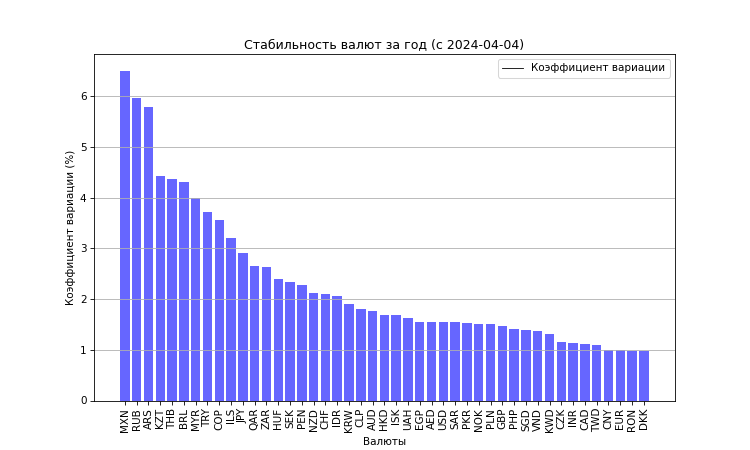 Стабильность валют за год (с 2024-04-04)
Коэффициент вариации
Коэффициент вариации (%)
6
5
4
3
2
1
0
MXN RUB ARS KZT THB BRL MYR TRY COP ILS JPY QAR ZAR HUF SEK PEN NZD CHF IDR KRW CLP AUD HKD ISK UAH EGP AED USD SAR PKR NOK PLN GBP PHP SGD VND KWD CZK INR CAD TWD CNY EUR RON DKK
Валюты